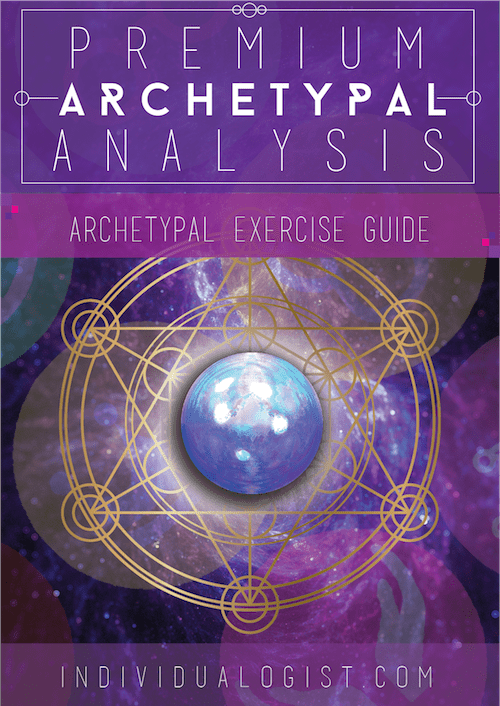 PREMIUM
ARCHETYPAL
ANALYSIS
ARCHETYPAL EXERCISE GUIDE
INDIVIDUALOGIST.COM